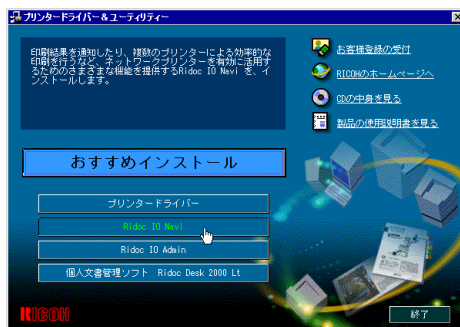 プリンタードライバー＆ユーティリティー
印刷結果を通知したり、複数のプリンターによる効率的な
印刷を行うなど、ネットワークプリンターを有効に活用す
るためのさまざまな機能を提供するRidoc IO Navi を、イ
ンストールします。
お客様登録の受付
RICOHのホームページへ
CDの中身を見る
製品の使用説明書を見る
おすすめインストール
プリンタードライバー
Ridoc IO Navi
Ridoc IO Admin
個人文書管理ソフト Ridoc Desk 2000 Lt
RICOH
終了